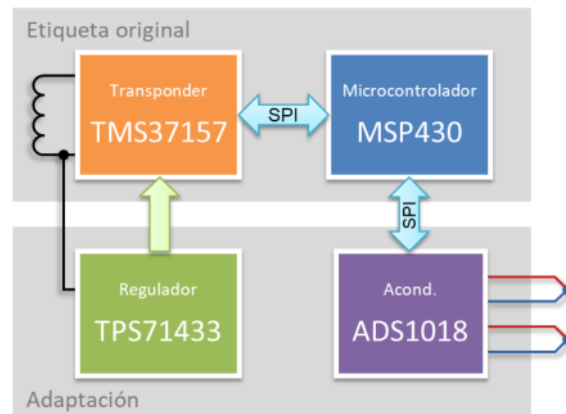 Etiqueta original
Transponder
TMS37157
SPI
Microcontrolador
MSP430
SPI
Regulador
TPS71433
Acond.
ADS1018
Adaptación